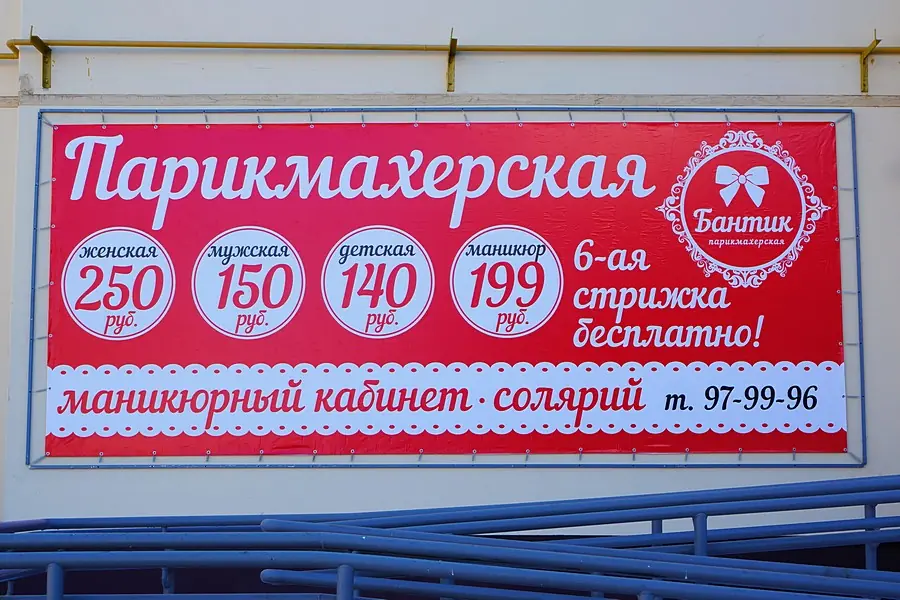 Парикмахерская
Бантик
парикмахерская
женская
250
руб.
мужская
150
руб.
детская
140
руб.
маникюр
199
руб.
6-ая
стрижка
бесплатно!
маникюрный кабинет · солярий т. 97-99-96